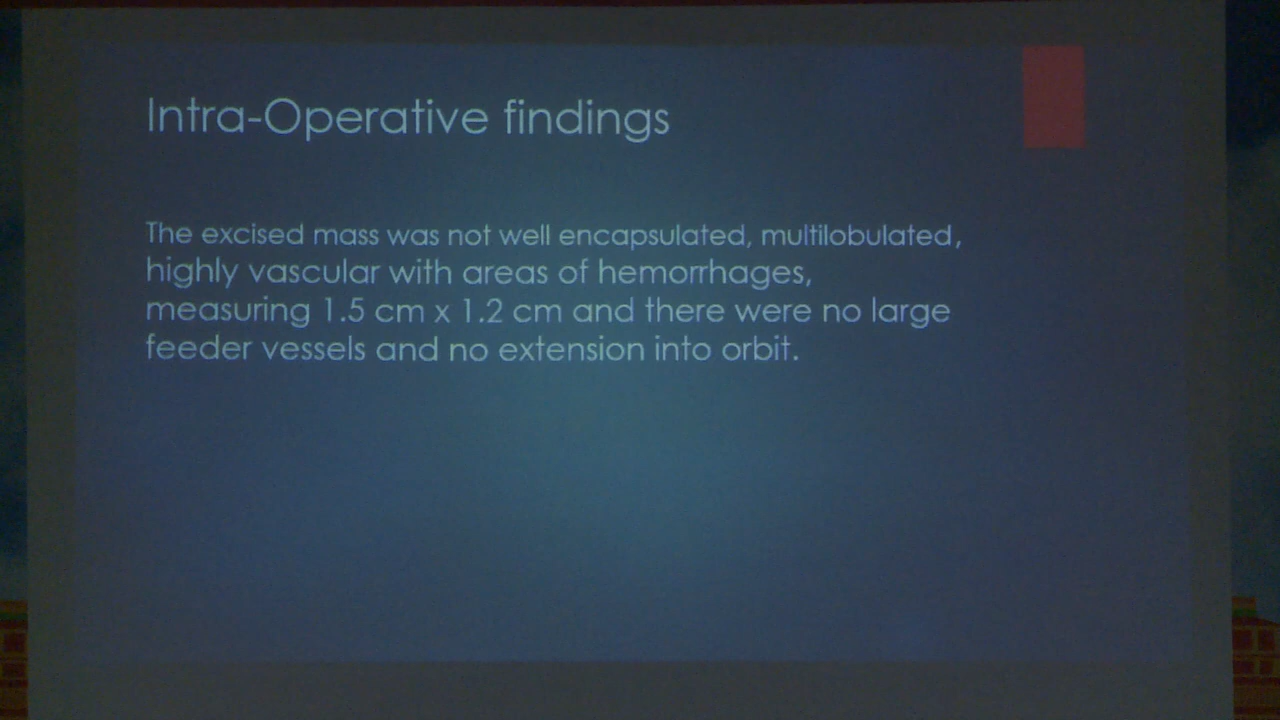 Intra-Operative findings
The excised mass was not well encapsulated, multilobulated,
highly vascular with areas of hemorrhages,
measuring 1.5 cm x 1.2 cm and there were no large
feeder vessels and no extension into orbit.